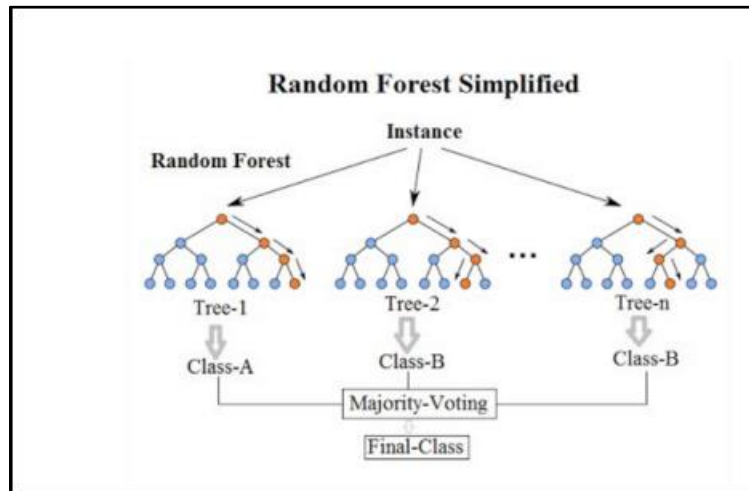 Random Forest Simplified
Instance
Random Forest
...
Tree-1
Tree-2
Tree-n
Class-A
Class-B
Class-B
Majority-Voting
Final-Class